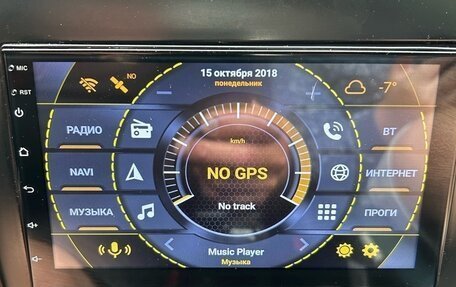 MIC
RST
NO
15 октября 2018
понедельник
-7°
РАДИО
km/h
BT
NAVI
NO GPS
ИНТЕРНЕТ
МУЗЫКА
No track
ПРОГИ
Music Player
Музыка